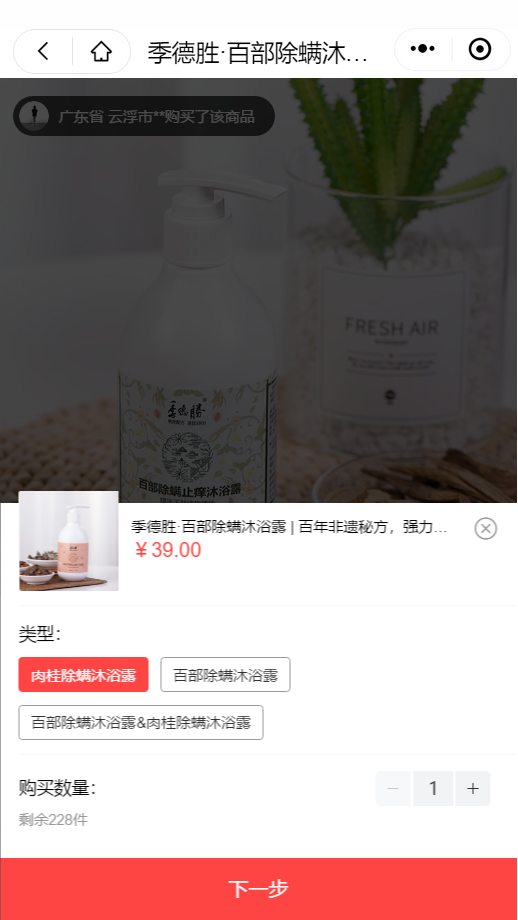 季德胜·百部除螨沐...
广东省 云浮市**购买了该商品
FRESH AIR
季德勝
百部除螨止痒沐浴露
季德胜·百部除螨沐浴露 | 百年非遗秘方，强力...
￥39.00
类型：
肉桂除螨沐浴露
百部除螨沐浴露
百部除螨沐浴露&肉桂除螨沐浴露
购买数量：
1
剩余228件
下一步